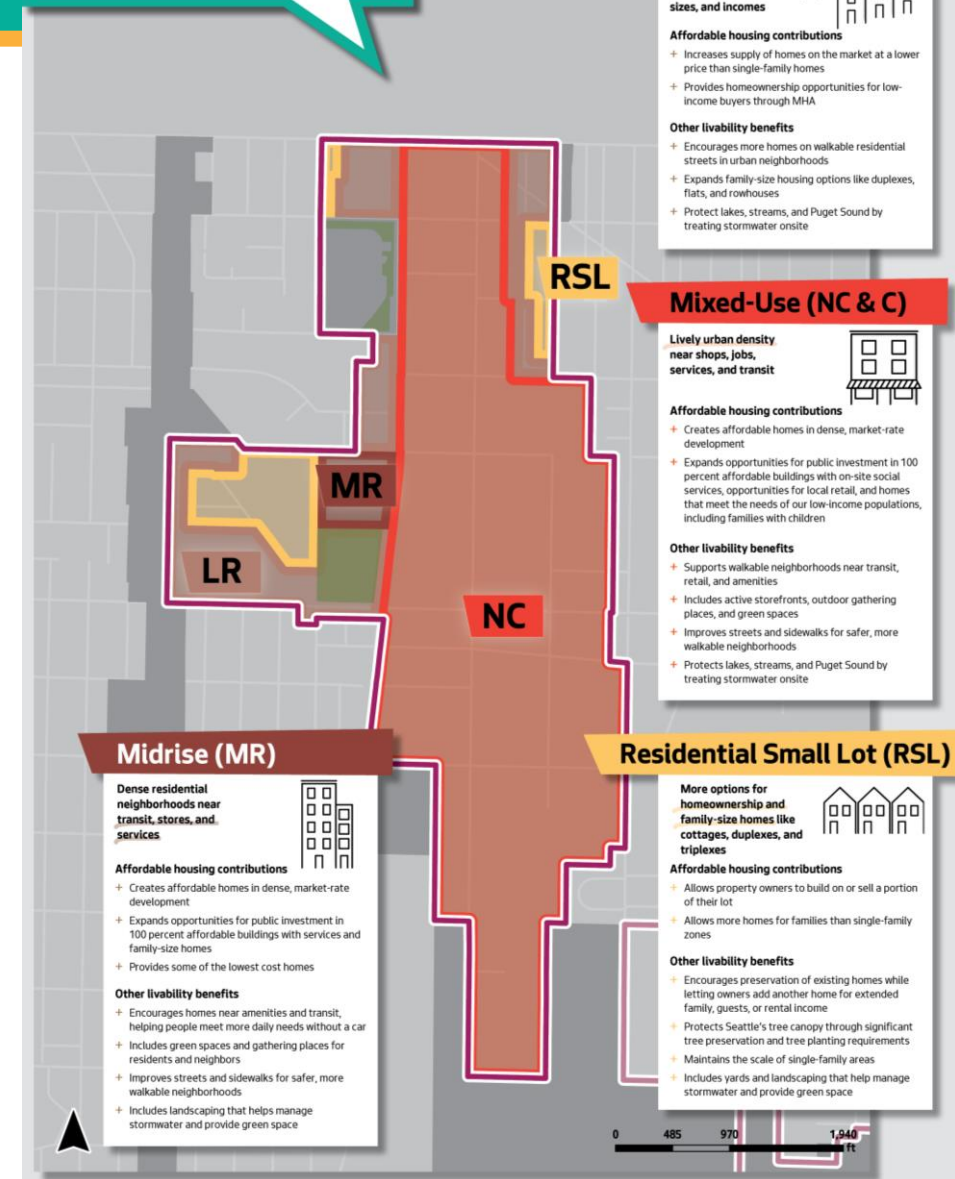 sizes, and incomes
Affordable housing contributions
+ Increases supply of homes on the market at a lower
price than single-family homes
+ Provides homeownership opportunities for low-
income buyers through MHA
Other livability benefits
+ Encourages more homes on walkable residential
streets in urban neighborhoods
+ Expands family-size housing options like duplexes,
flats, and rowhouses
+ Protect lakes, streams, and Puget Sound by
treating stormwater onsite
RSL
MR
LR
NC
Mixed-Use (NC & C)
Lively urban density
near shops, jobs,
services, and transit
Affordable housing contributions
+ Creates affordable homes in dense, market-rate
development
+ Expands opportunities for public investment in 100
percent affordable buildings with on-site social
services, opportunities for local retail, and homes
that meet the needs of our low-income populations,
including families with children
Other livability benefits
+ Supports walkable neighborhoods near transit,
retail, and amenities
+ Includes active storefronts, outdoor gathering
places, and green spaces
+ Improves streets and sidewalks for safer, more
walkable neighborhoods
+ Protects lakes, streams, and Puget Sound by
treating stormwater onsite
Midrise (MR)
Dense residential
neighborhoods near
transit, stores, and
services
Affordable housing contributions
+ Creates affordable homes in dense, market-rate
development
+ Expands opportunities for public investment in
100 percent affordable buildings with services and
family-size homes
+ Provides some of the lowest cost homes
Other livability benefits
+ Encourages homes near amenities and transit,
helping people meet more daily needs without a car
+ Includes green spaces and gathering places for
residents and neighbors
+ Improves streets and sidewalks for safer, more
walkable neighborhoods
+ Includes landscaping that helps manage
stormwater and provide green space
Residential Small Lot (RSL)
More options for
homeownership and
family-size homes like
cottages, duplexes, and
triplexes
Affordable housing contributions
+ Allows property owners to build on or sell a portion
of their lot
+ Allows more homes for families than single-family
zones
Other livability benefits
+ Encourages preservation of existing homes while
letting owners add another home for extended
family, guests, or rental income
+ Protects Seattle's tree canopy through significant
tree preservation and tree planting requirements
+ Maintains the scale of single-family areas
+ Includes yards and landscaping that help manage
stormwater and provide green space
0 485 970 1,940
ft